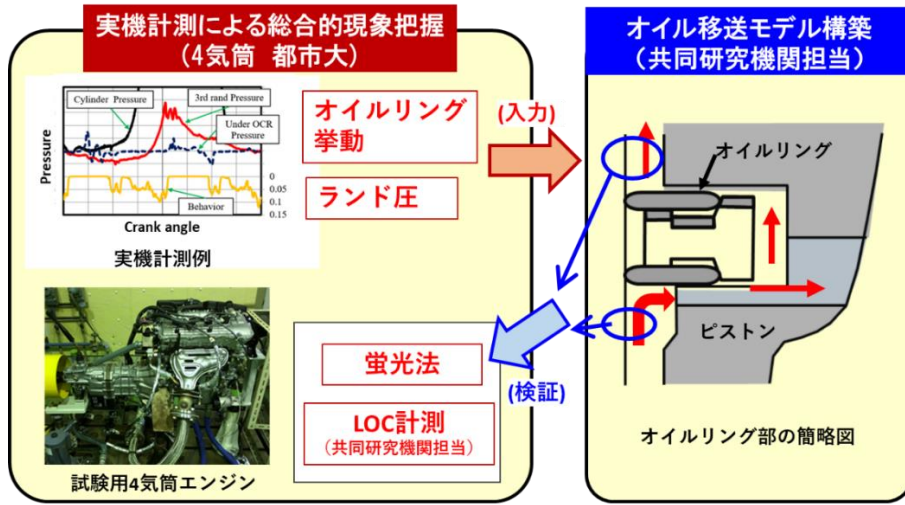 実機計測による総合的現象把握
（4気筒 都市大）
オイル移送モデル構築
（共同研究機関担当）
Cylinder Pressure
3rd rand Pressure
Under OCR
Pressure
Pressure
0
0.05
0.1
0.15
Behavior
Crank angle
実機計測例
オイルリング
挙動
ランド圧
(入力)
オイルリング
ピストン
オイルリング部の簡略図
蛍光法
LOC計測
（共同研究機関担当）
(検証)
試験用4気筒エンジン